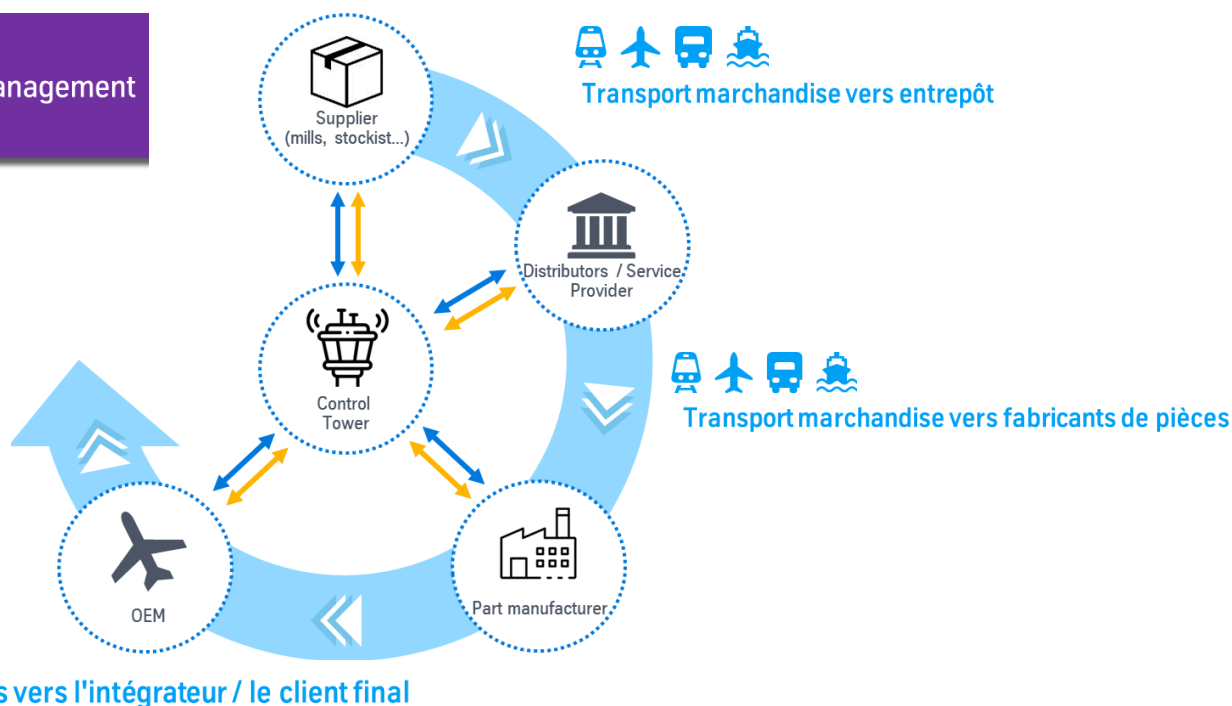 anagement
Supplier
(mills, stockist...)
Transport marchandise vers entrepôt
Distributors / Service
Provider
Control
Tower
Transport marchandise vers fabricants de pièces
OEM
Part manufacturer
s vers l'intégrateur / le client final